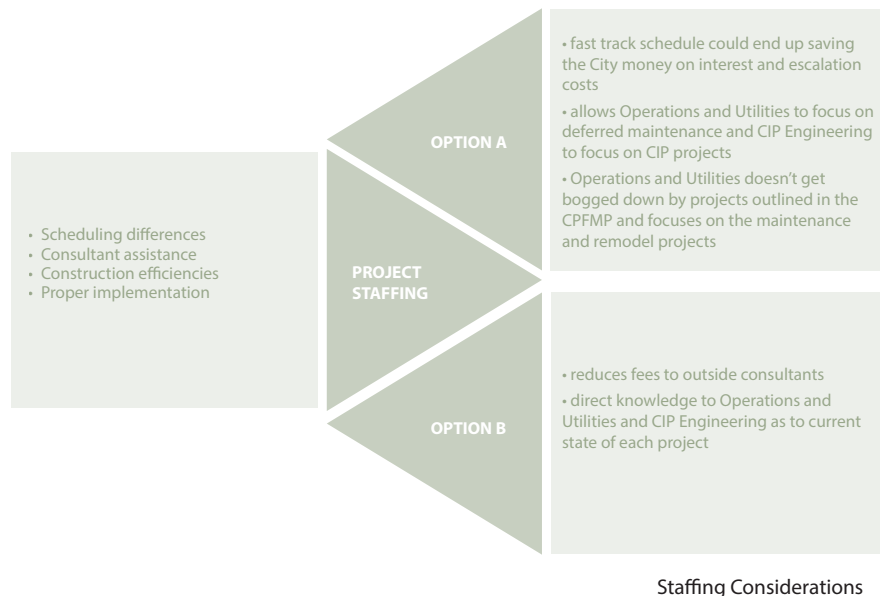 • Scheduling differences
• Consultant assistance
• Construction efficiencies
• Proper implementation
PROJECT
STAFFING
OPTION A
• fast track schedule could end up saving
the City money on interest and escalation
costs
• allows Operations and Utilities to focus on
deferred maintenance and CIP Engineering
to focus on CIP projects
• Operations and Utilities doesn't get
bogged down by projects outlined in the
CPFMP and focuses on the maintenance
and remodel projects
OPTION B
• reduces fees to outside consultants
• direct knowledge to Operations and
Utilities and CIP Engineering as to current
state of each project
Staffing Considerations